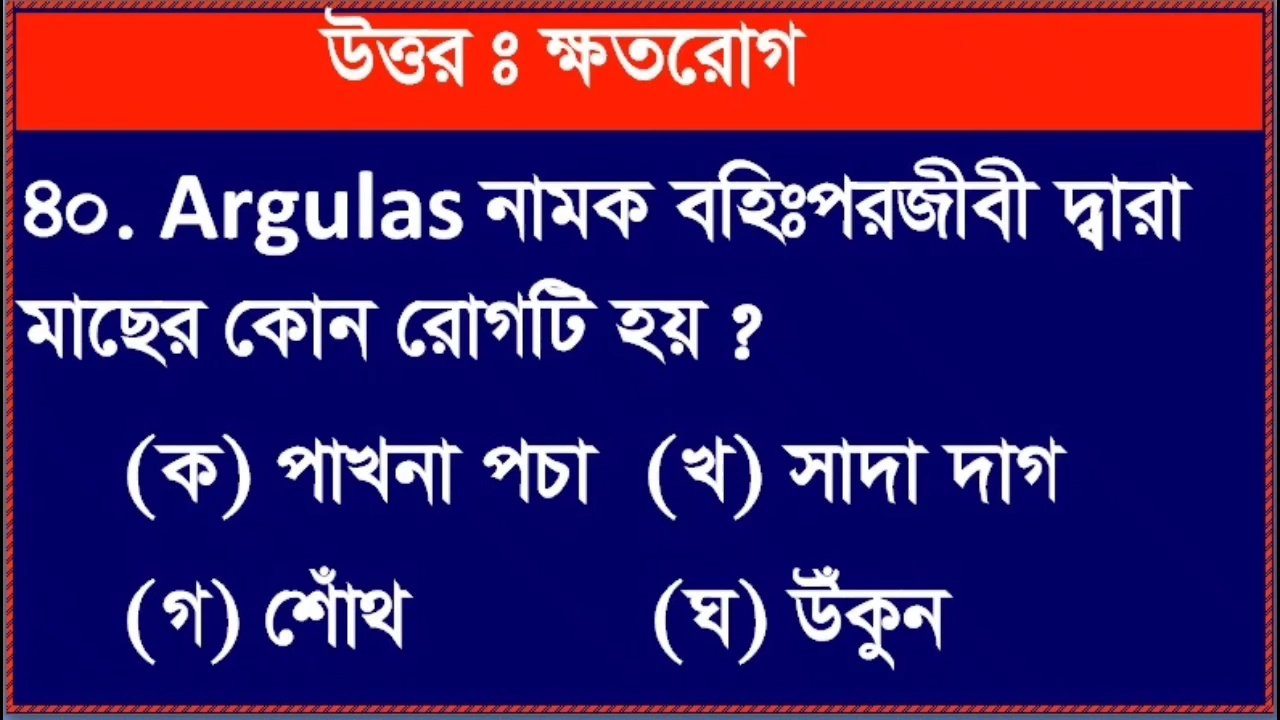 উত্তর ঃ ক্ষতরোগ
৪০. Argulas নামক বহিঃপরজীবী দ্বারা
মাছের কোন রোগটি হয় ?
(ক) পাখনা পচা (খ) সাদা দাগ
(গ) শোঁথ (ঘ) উঁকুন